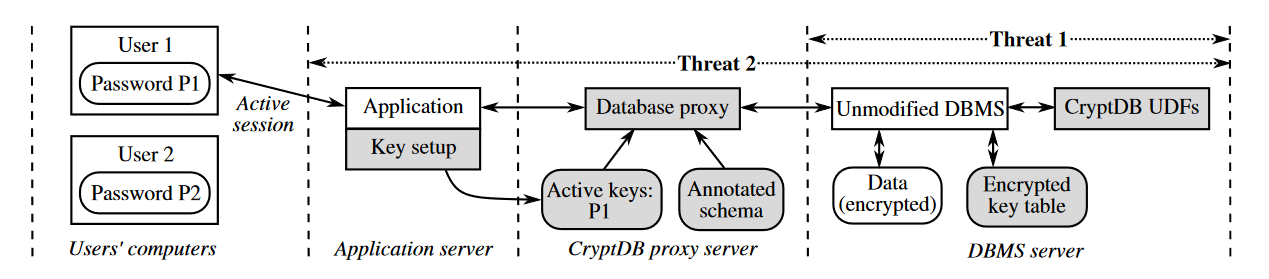 Threat 1
Threat 2
User 1
Password P1
Active
session
User 2
Password P2
Users' computers
Application
Key setup
Application server
Database proxy
Active keys:
P1
Annotated
schema
CryptDB proxy server
Unmodified DBMS
CryptDB UDFs
Data
(encrypted)
Encrypted
key table
DBMS server